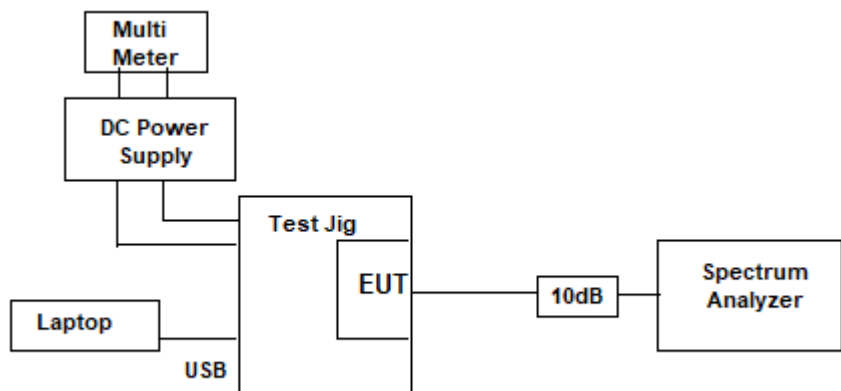 Multi
Meter
DC Power
Supply
Test Jig
EUT
10dB
Spectrum
Analyzer
Laptop
USB